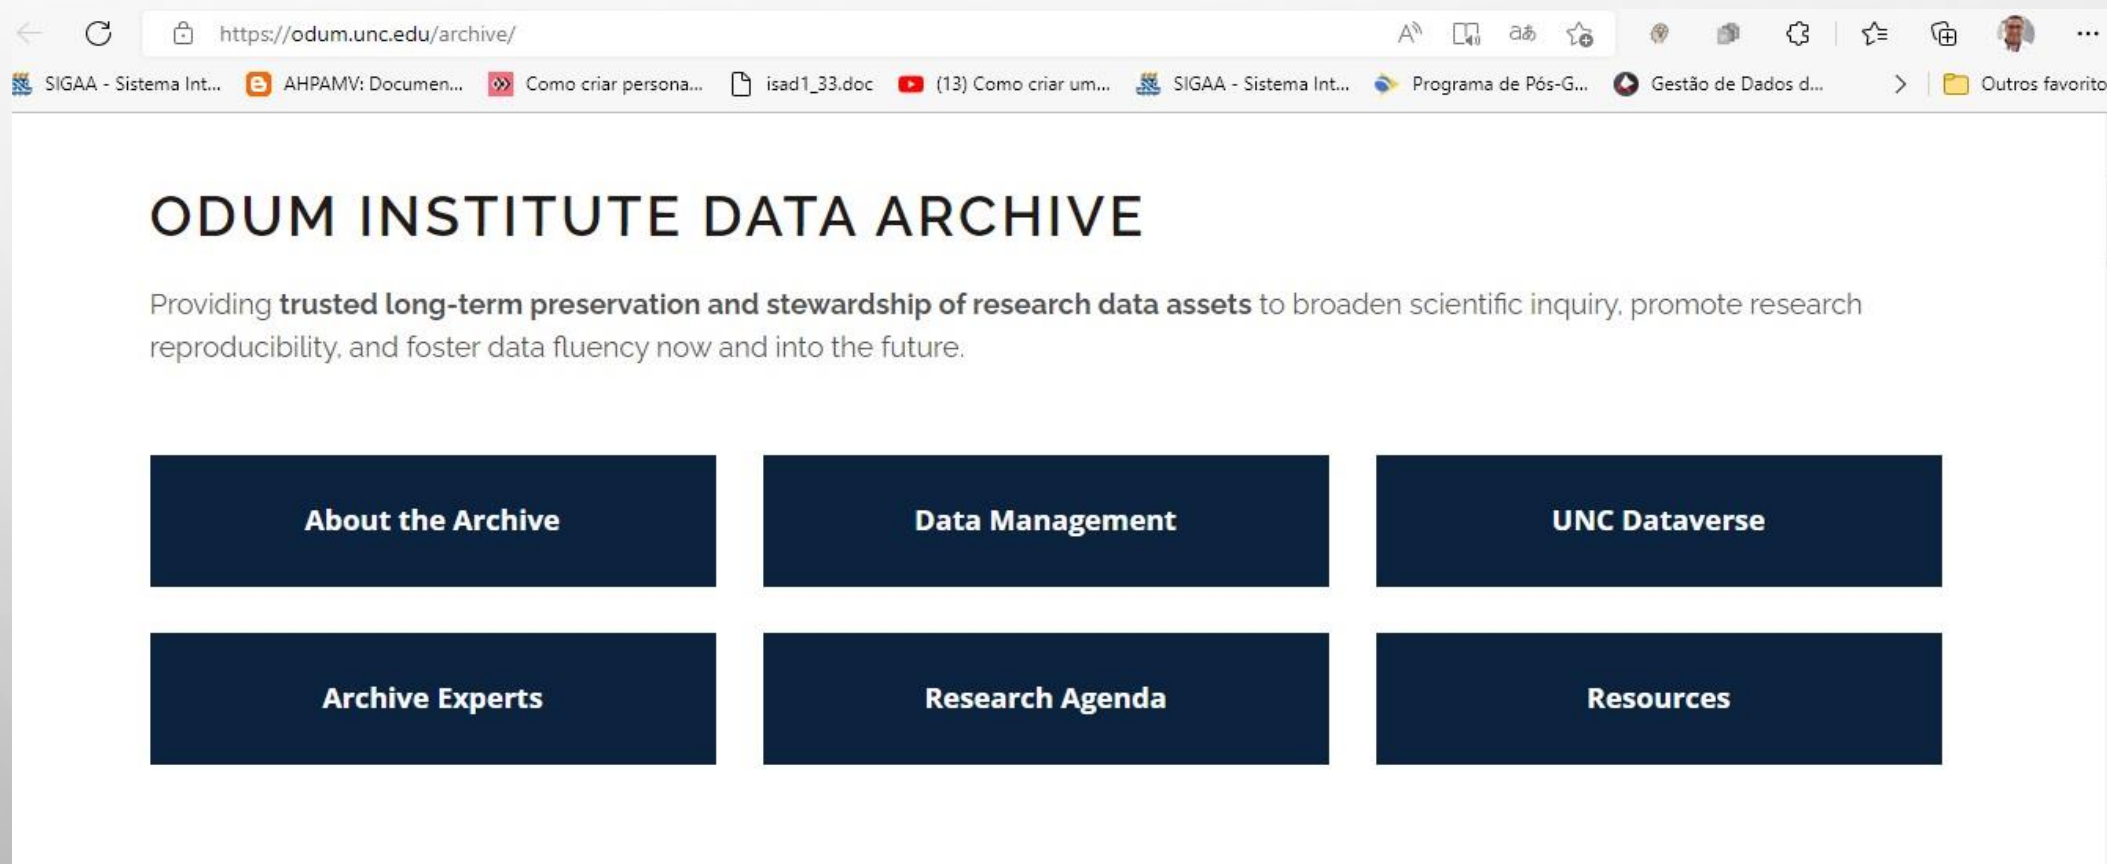 https://odum.unc.edu/archive/
SIGAA - Sistema Int... AHPAMV: Documen... Como criar persona... isad1_33.doc (13) Como criar um... SIGAA - Sistema Int... Programa de Pós-G... Gestão de Dados d... Outros favorito
ODUM INSTITUTE DATA ARCHIVE
Providing trusted long-term preservation and stewardship of research data assets to broaden scientific inquiry, promote research
reproducibility, and foster data fluency now and into the future.
About the Archive Data Management UNC Dataverse
Archive Experts Research Agenda Resources